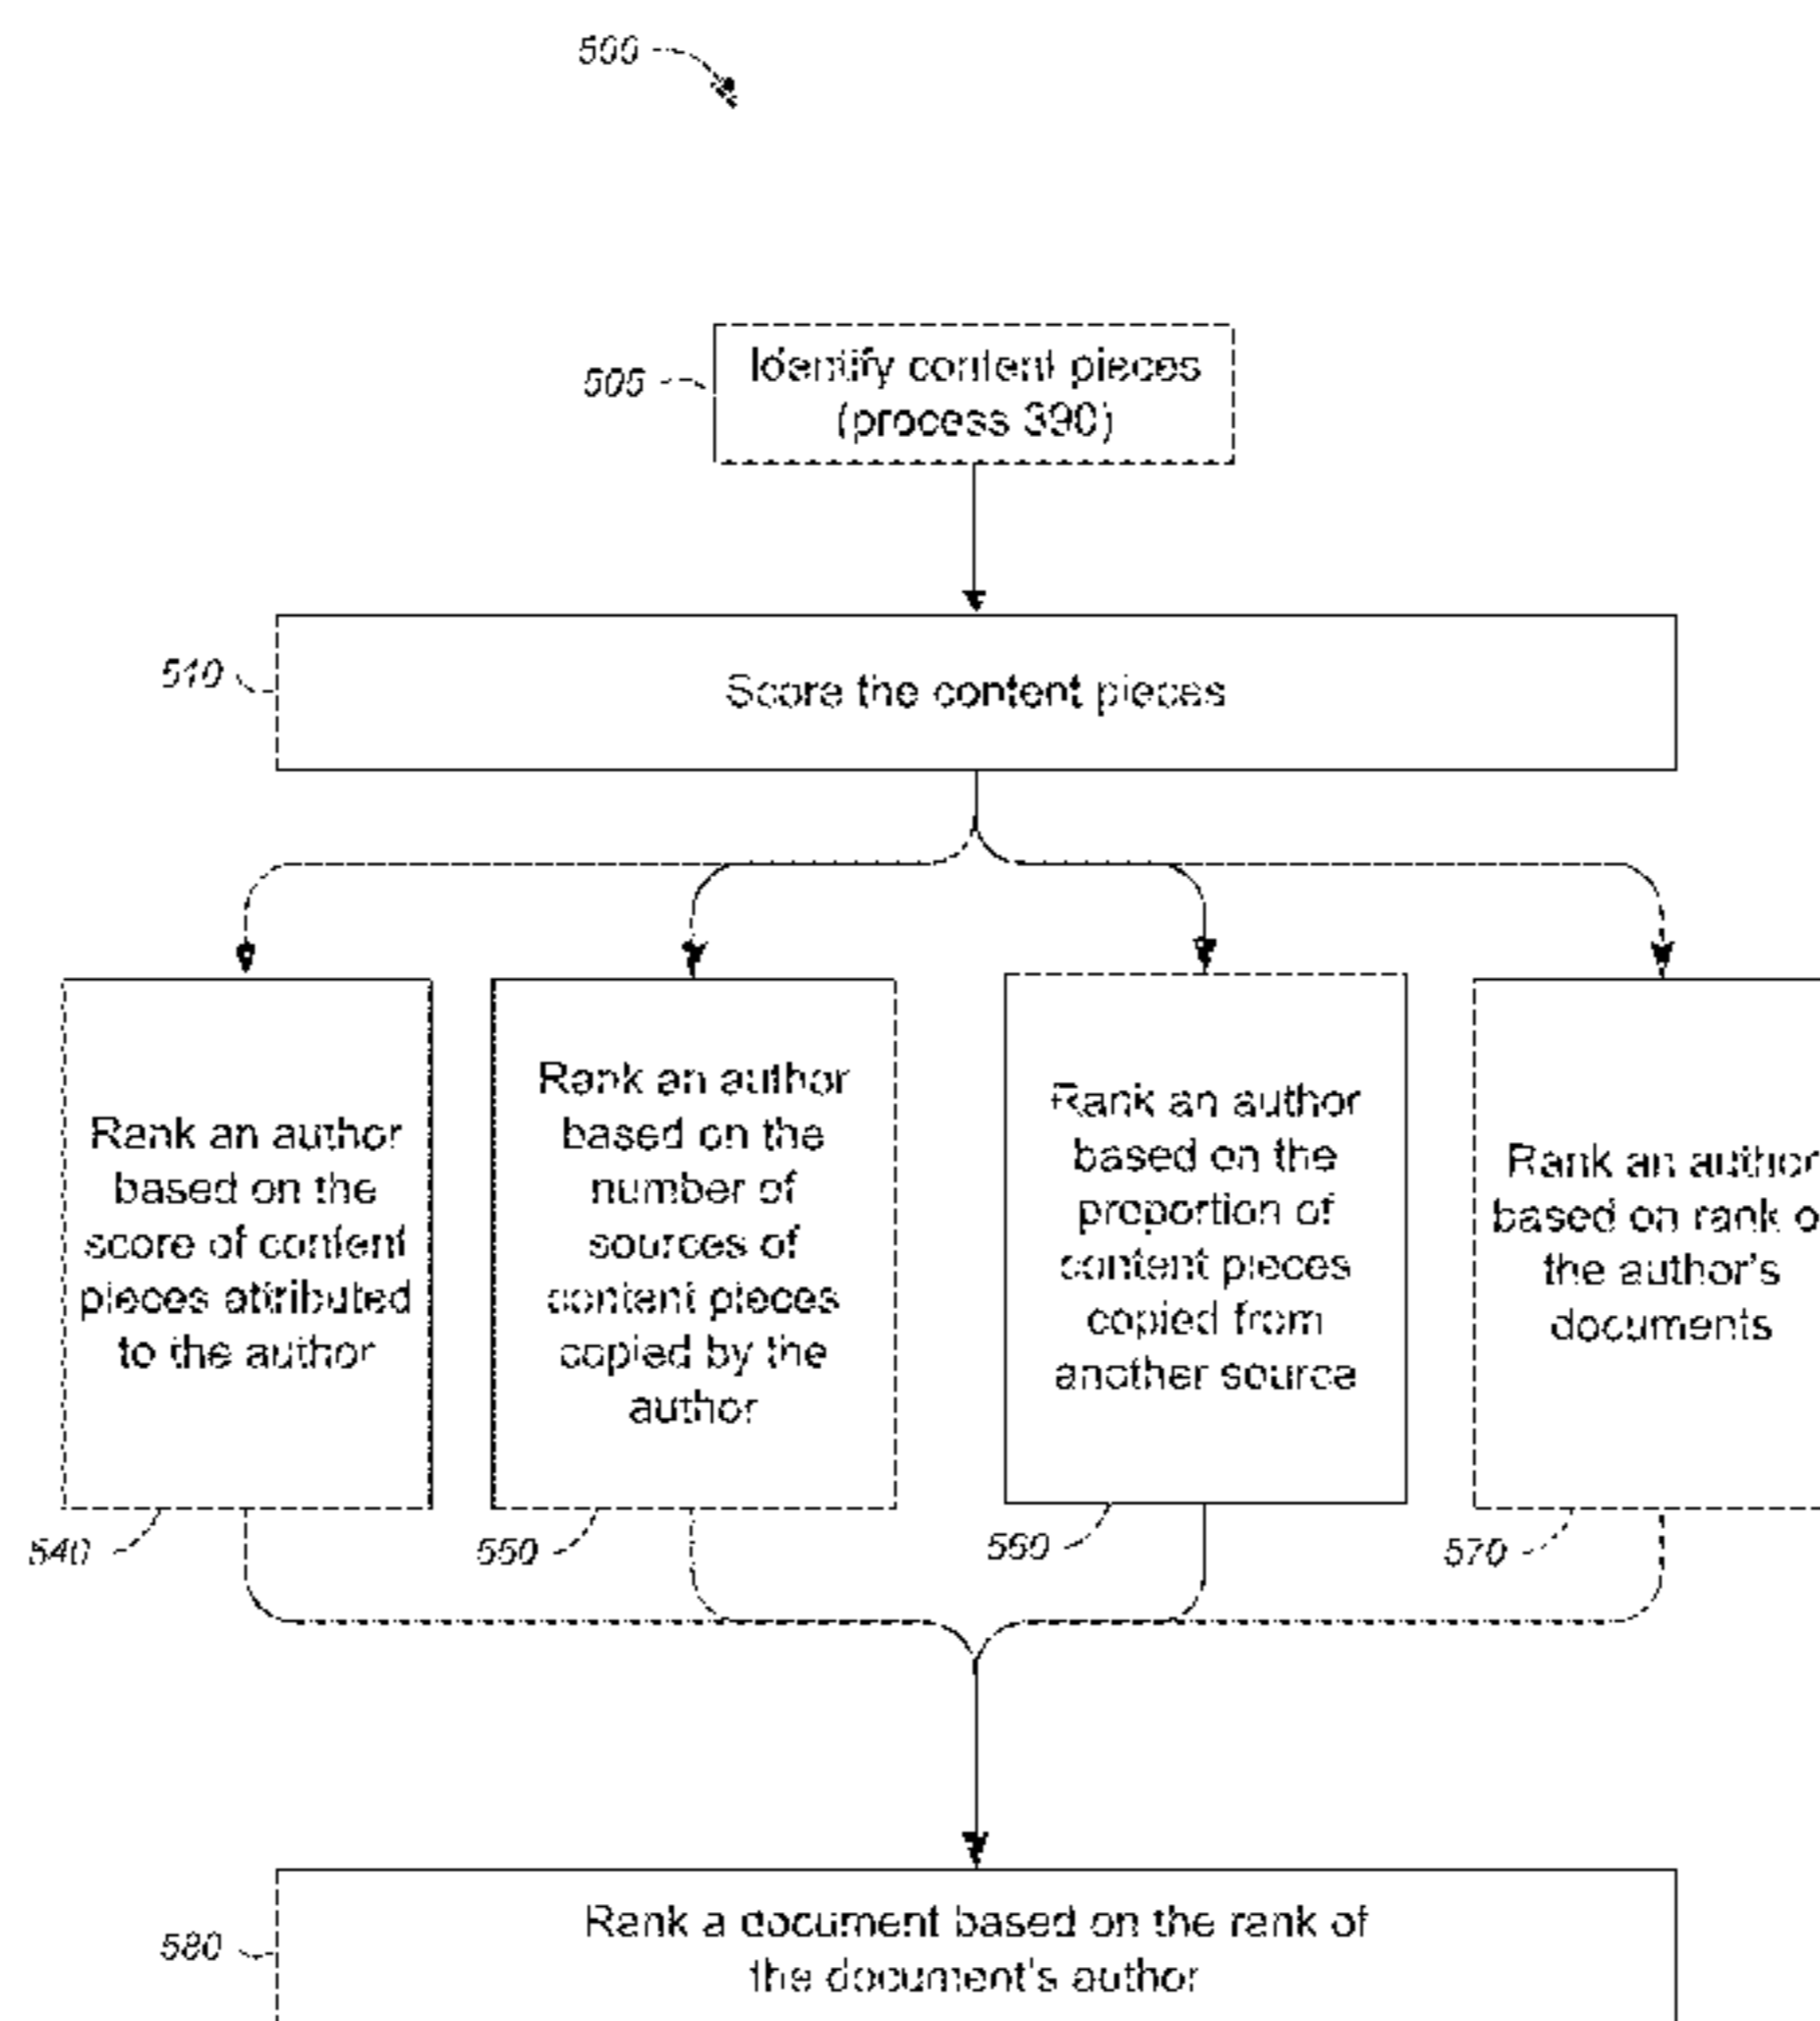 500
505
Identify content pieces
(process 390)
510
Score the content pieces
Rank an author
based on the
score of content
pieces attributed
to the author
540
Rank an author
based on the
number of
sources of
content pieces
copied by the
author
550
Rank an author
based on the
proportion of
content pieces
copied from
another source
560
Rank an author
based on rank o
the author's
documents
570
580
Rank a document based on the rank of
the document's author